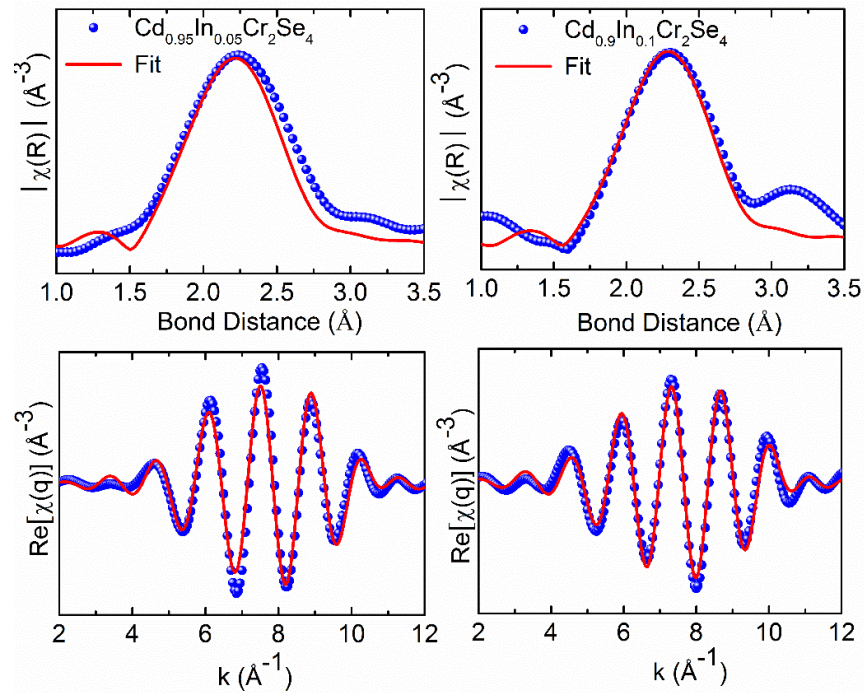 Cd0.95In0.05Cr2Se4
Fit
|χ(R)| (Å-3)
1.0 1.5 2.0 2.5 3.0 3.5
Bond Distance (Å)
Cd0.9In0.1Cr2Se4
Fit
|χ(R)| (Å-3)
1.0 1.5 2.0 2.5 3.0 3.5
Bond Distance (Å)
Re[χ(q)] (Å-3)
2 4 6 8 10 12
k (Å-1)
Re[χ(q)] (Å-3)
2 4 6 8 10 12
k (Å-1)